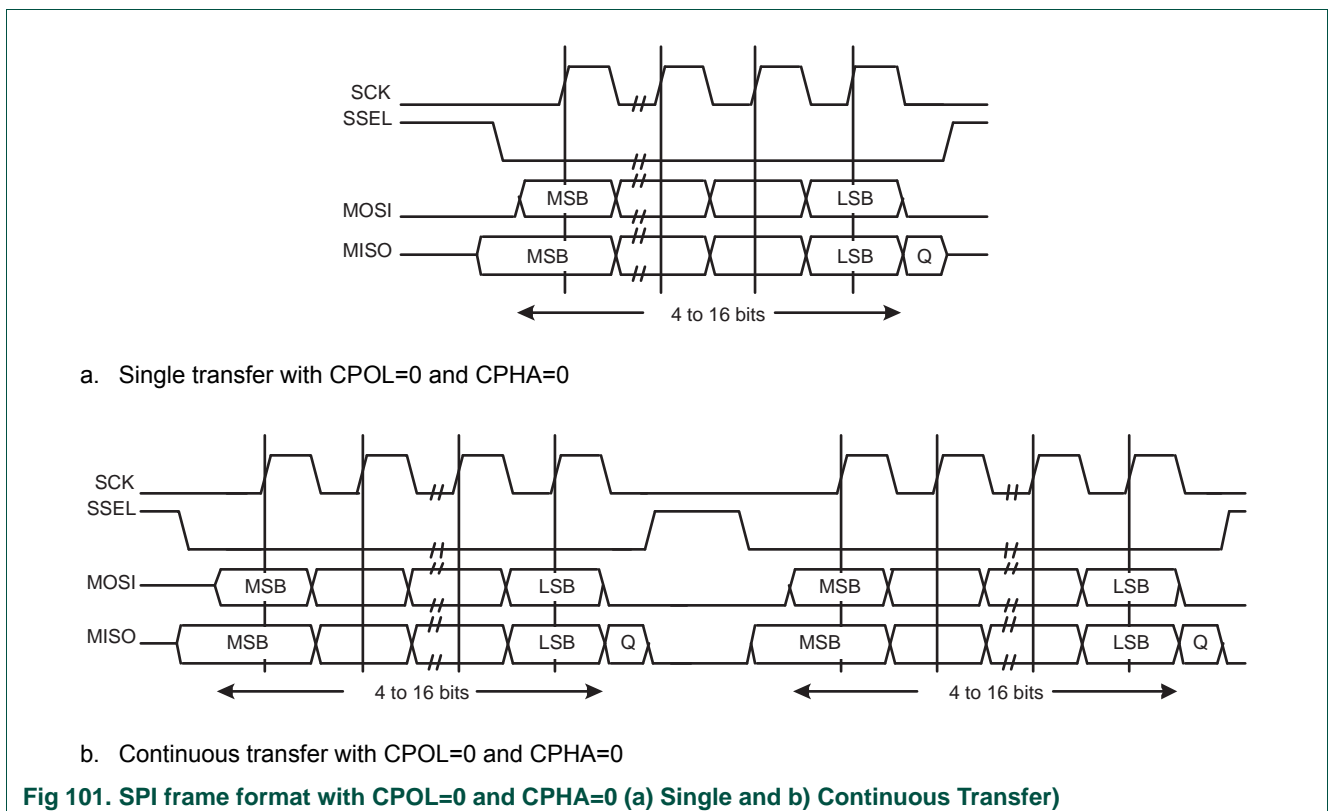 SCK
SSEL
MOSI MSB LSB
MISO MSB LSB Q
4 to 16 bits
a. Single transfer with CPOL=0 and CPHA=0
SCK
SSEL
MOSI MSB LSB MSB LSB
MISO MSB LSB Q MSB LSB Q
4 to 16 bits 4 to 16 bits
b. Continuous transfer with CPOL=0 and CPHA=0
Fig 101. SPI frame format with CPOL=0 and CPHA=0 (a) Single and b) Continuous Transfer)